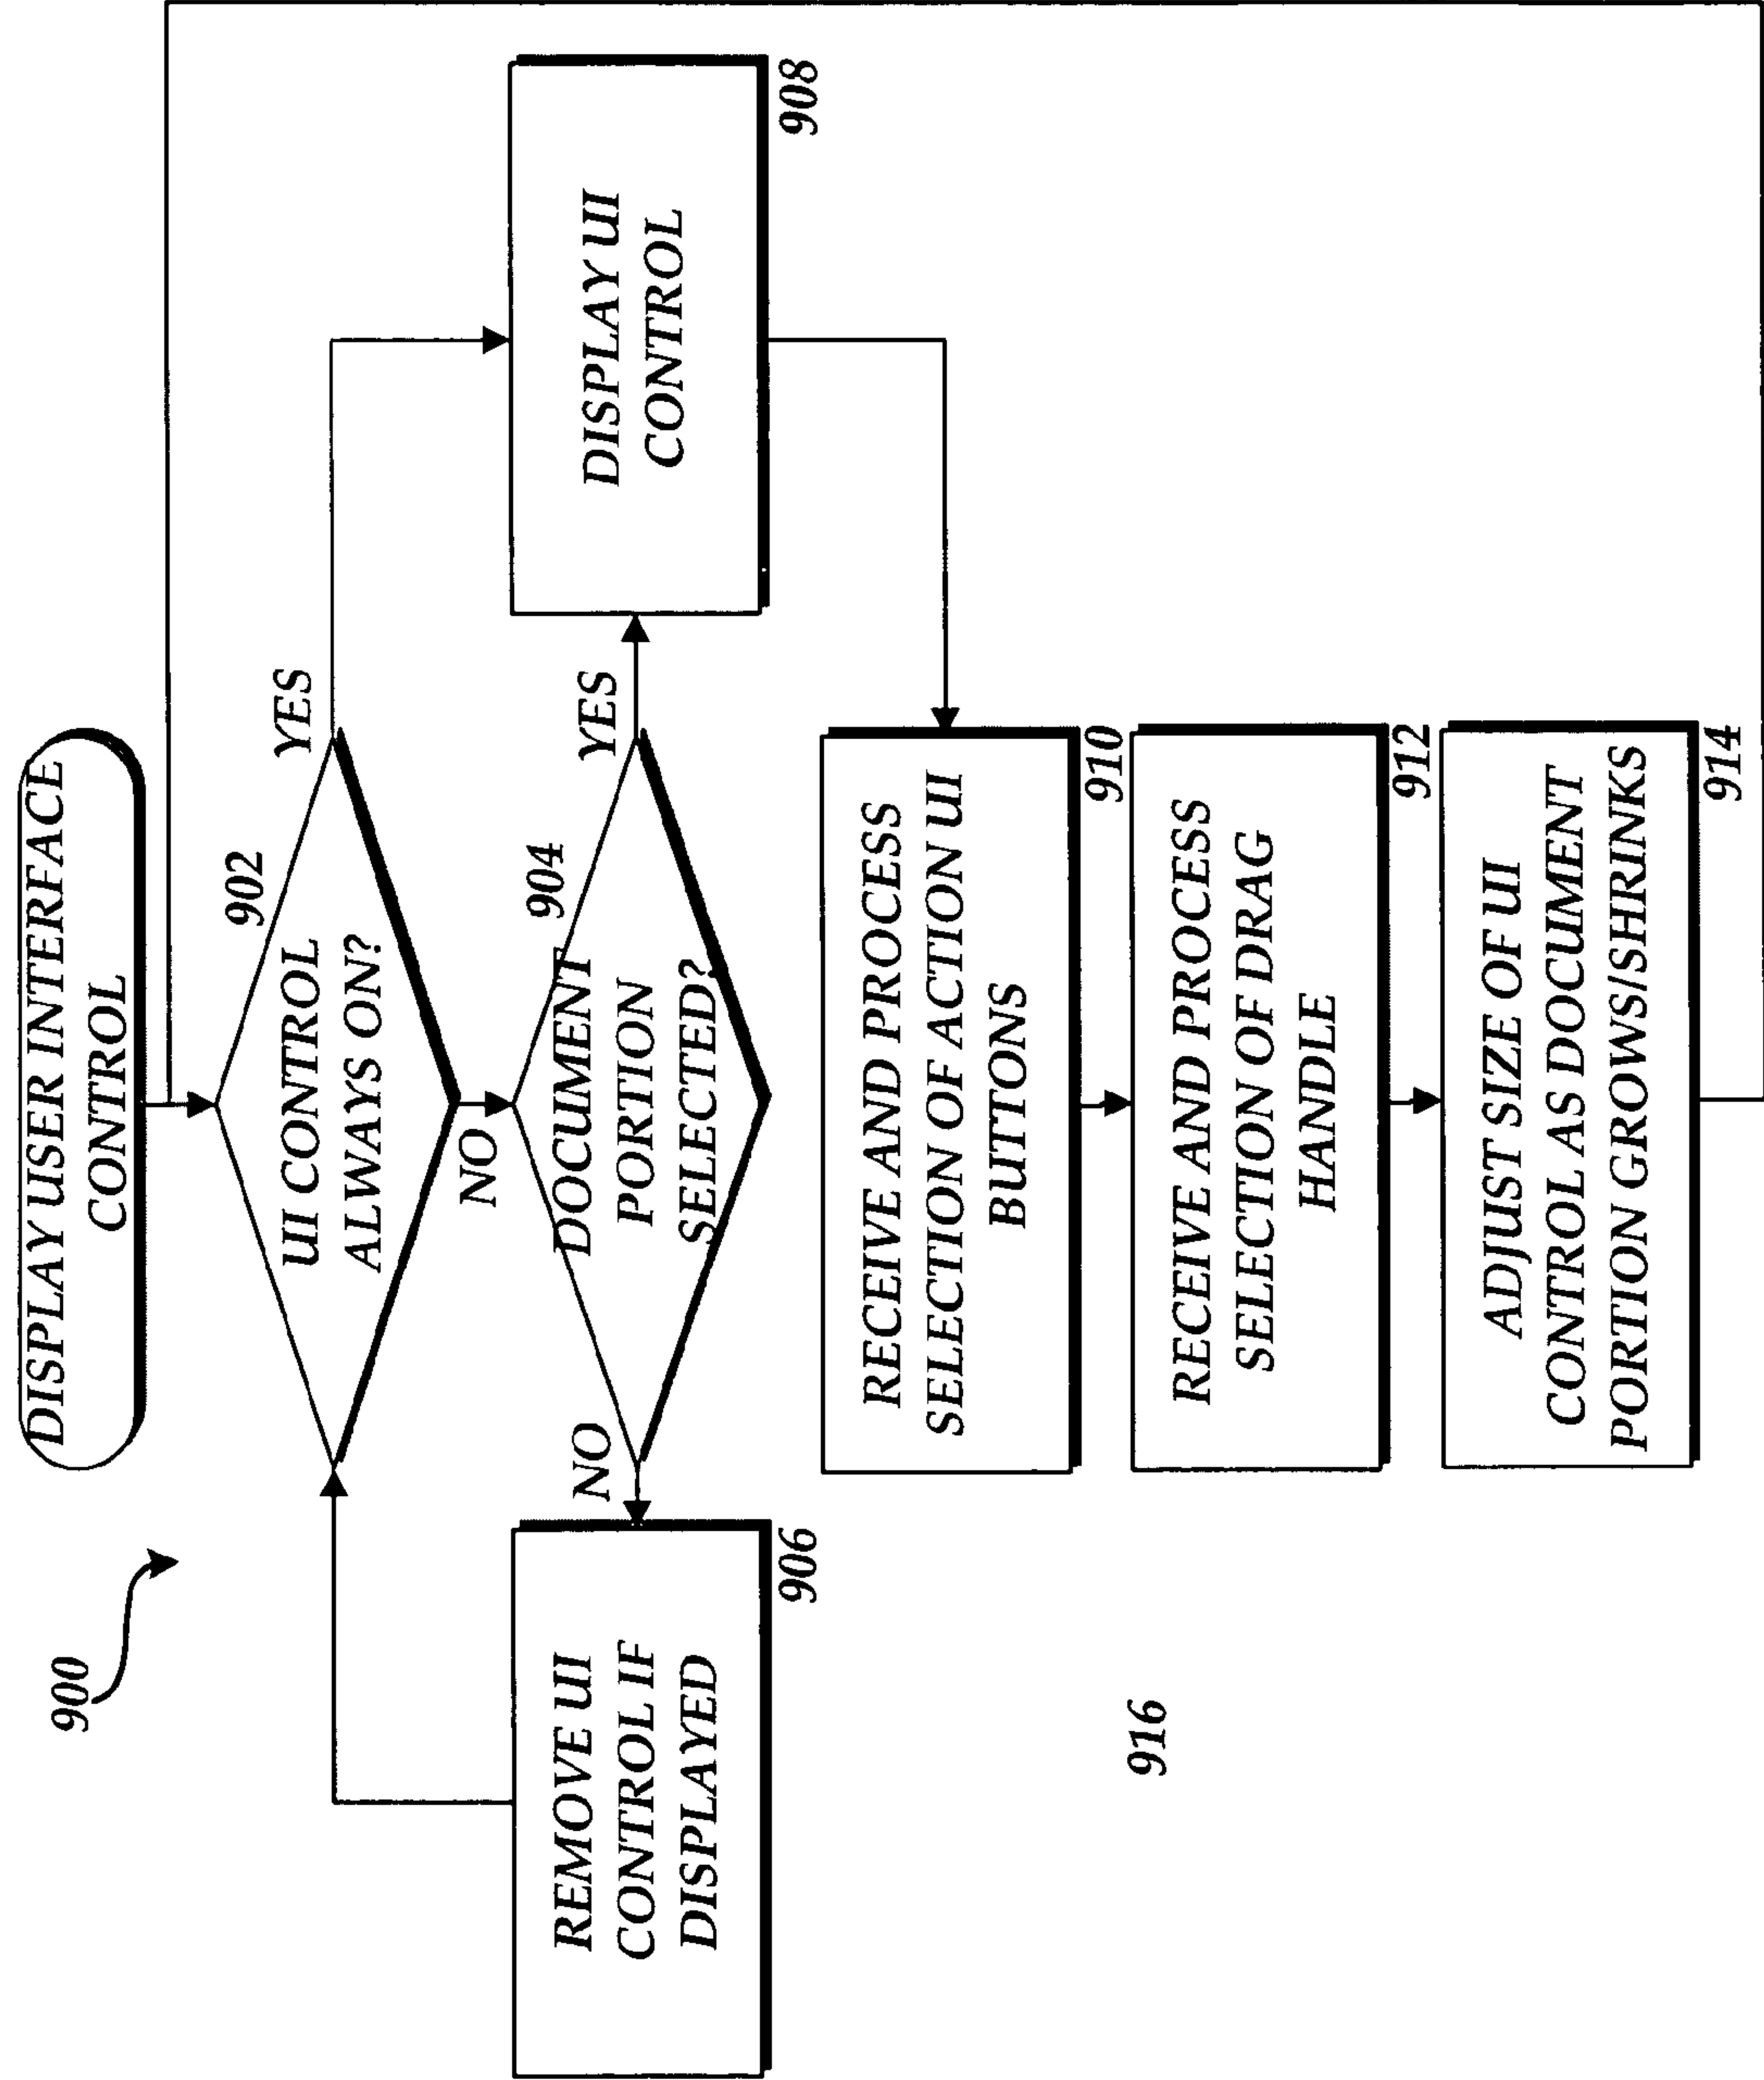 900
DISPLAY USER INTERFACE
CONTROL
902
UI CONTROL
ALWAYS ON?
YES
NO
904
DOCUMENT
PORTION
SELECTED?
YES
NO
REMOVE UI
CONTROL IF
DISPLAYED
906
DISPLAY UI
CONTROL
908
RECEIVE AND PROCESS
SELECTION OF ACTION UI
BUTTONS
910
RECEIVE AND PROCESS
SELECTION OF DRAG
HANDLE
912
916
ADJUST SIZE OF UI
CONTROL AS DOCUMENT
PORTION GROWS/SHRINKS
914